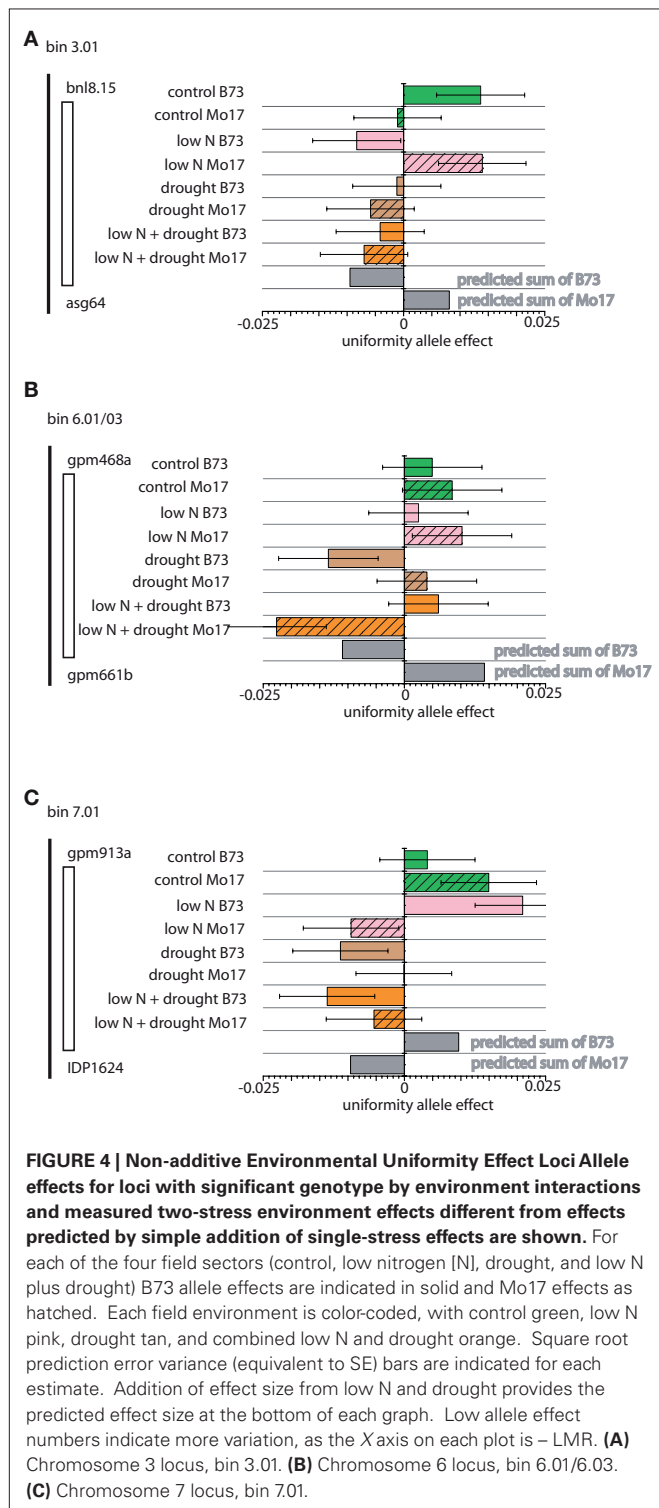 A
bin 3.01
bnl8.15
control B73
control Mo17
low N B73
low N Mo17
drought B73
drought Mo17
low N + drought B73
low N + drought Mo17
predicted sum of B73
predicted sum of Mo17
asg64
-0.025 0 0.025
uniformity allele effect
B
bin 6.01/03
gpm468a
control B73
control Mo17
low N B73
low N Mo17
drought B73
drought Mo17
low N + drought B73
low N + drought Mo17
predicted sum of B73
predicted sum of Mo17
gpm661b
-0.025 0 0.025
uniformity allele effect
C
bin 7.01
gpm913a
control B73
control Mo17
low N B73
low N Mo17
drought B73
drought Mo17
low N + drought B73
low N + drought Mo17
predicted sum of B73
predicted sum of Mo17
IDP1624
-0.025 0 0.025
uniformity allele effect
FIGURE 4 | Non-additive Environmental Uniformity Effect Loci Allele
effects for loci with significant genotype by environment interactions
and measured two-stress environment effects different from effects
predicted by simple addition of single-stress effects are shown. For
each of the four field sectors (control, low nitrogen [N], drought, and low N
plus drought) B73 allele effects are indicated in solid and Mo17 effects as
hatched. Each field environment is color-coded, with control green, low N
pink, drought tan, and combined low N and drought orange. Square root
prediction error variance (equivalent to SE) bars are indicated for each
estimate. Addition of effect size from low N and drought provides the
predicted effect size at the bottom of each graph. Low allele effect
numbers indicate more variation, as the X axis on each plot is – LMR. (A)
Chromosome 3 locus, bin 3.01. (B) Chromosome 6 locus, bin 6.01/6.03.
(C) Chromosome 7 locus, bin 7.01.